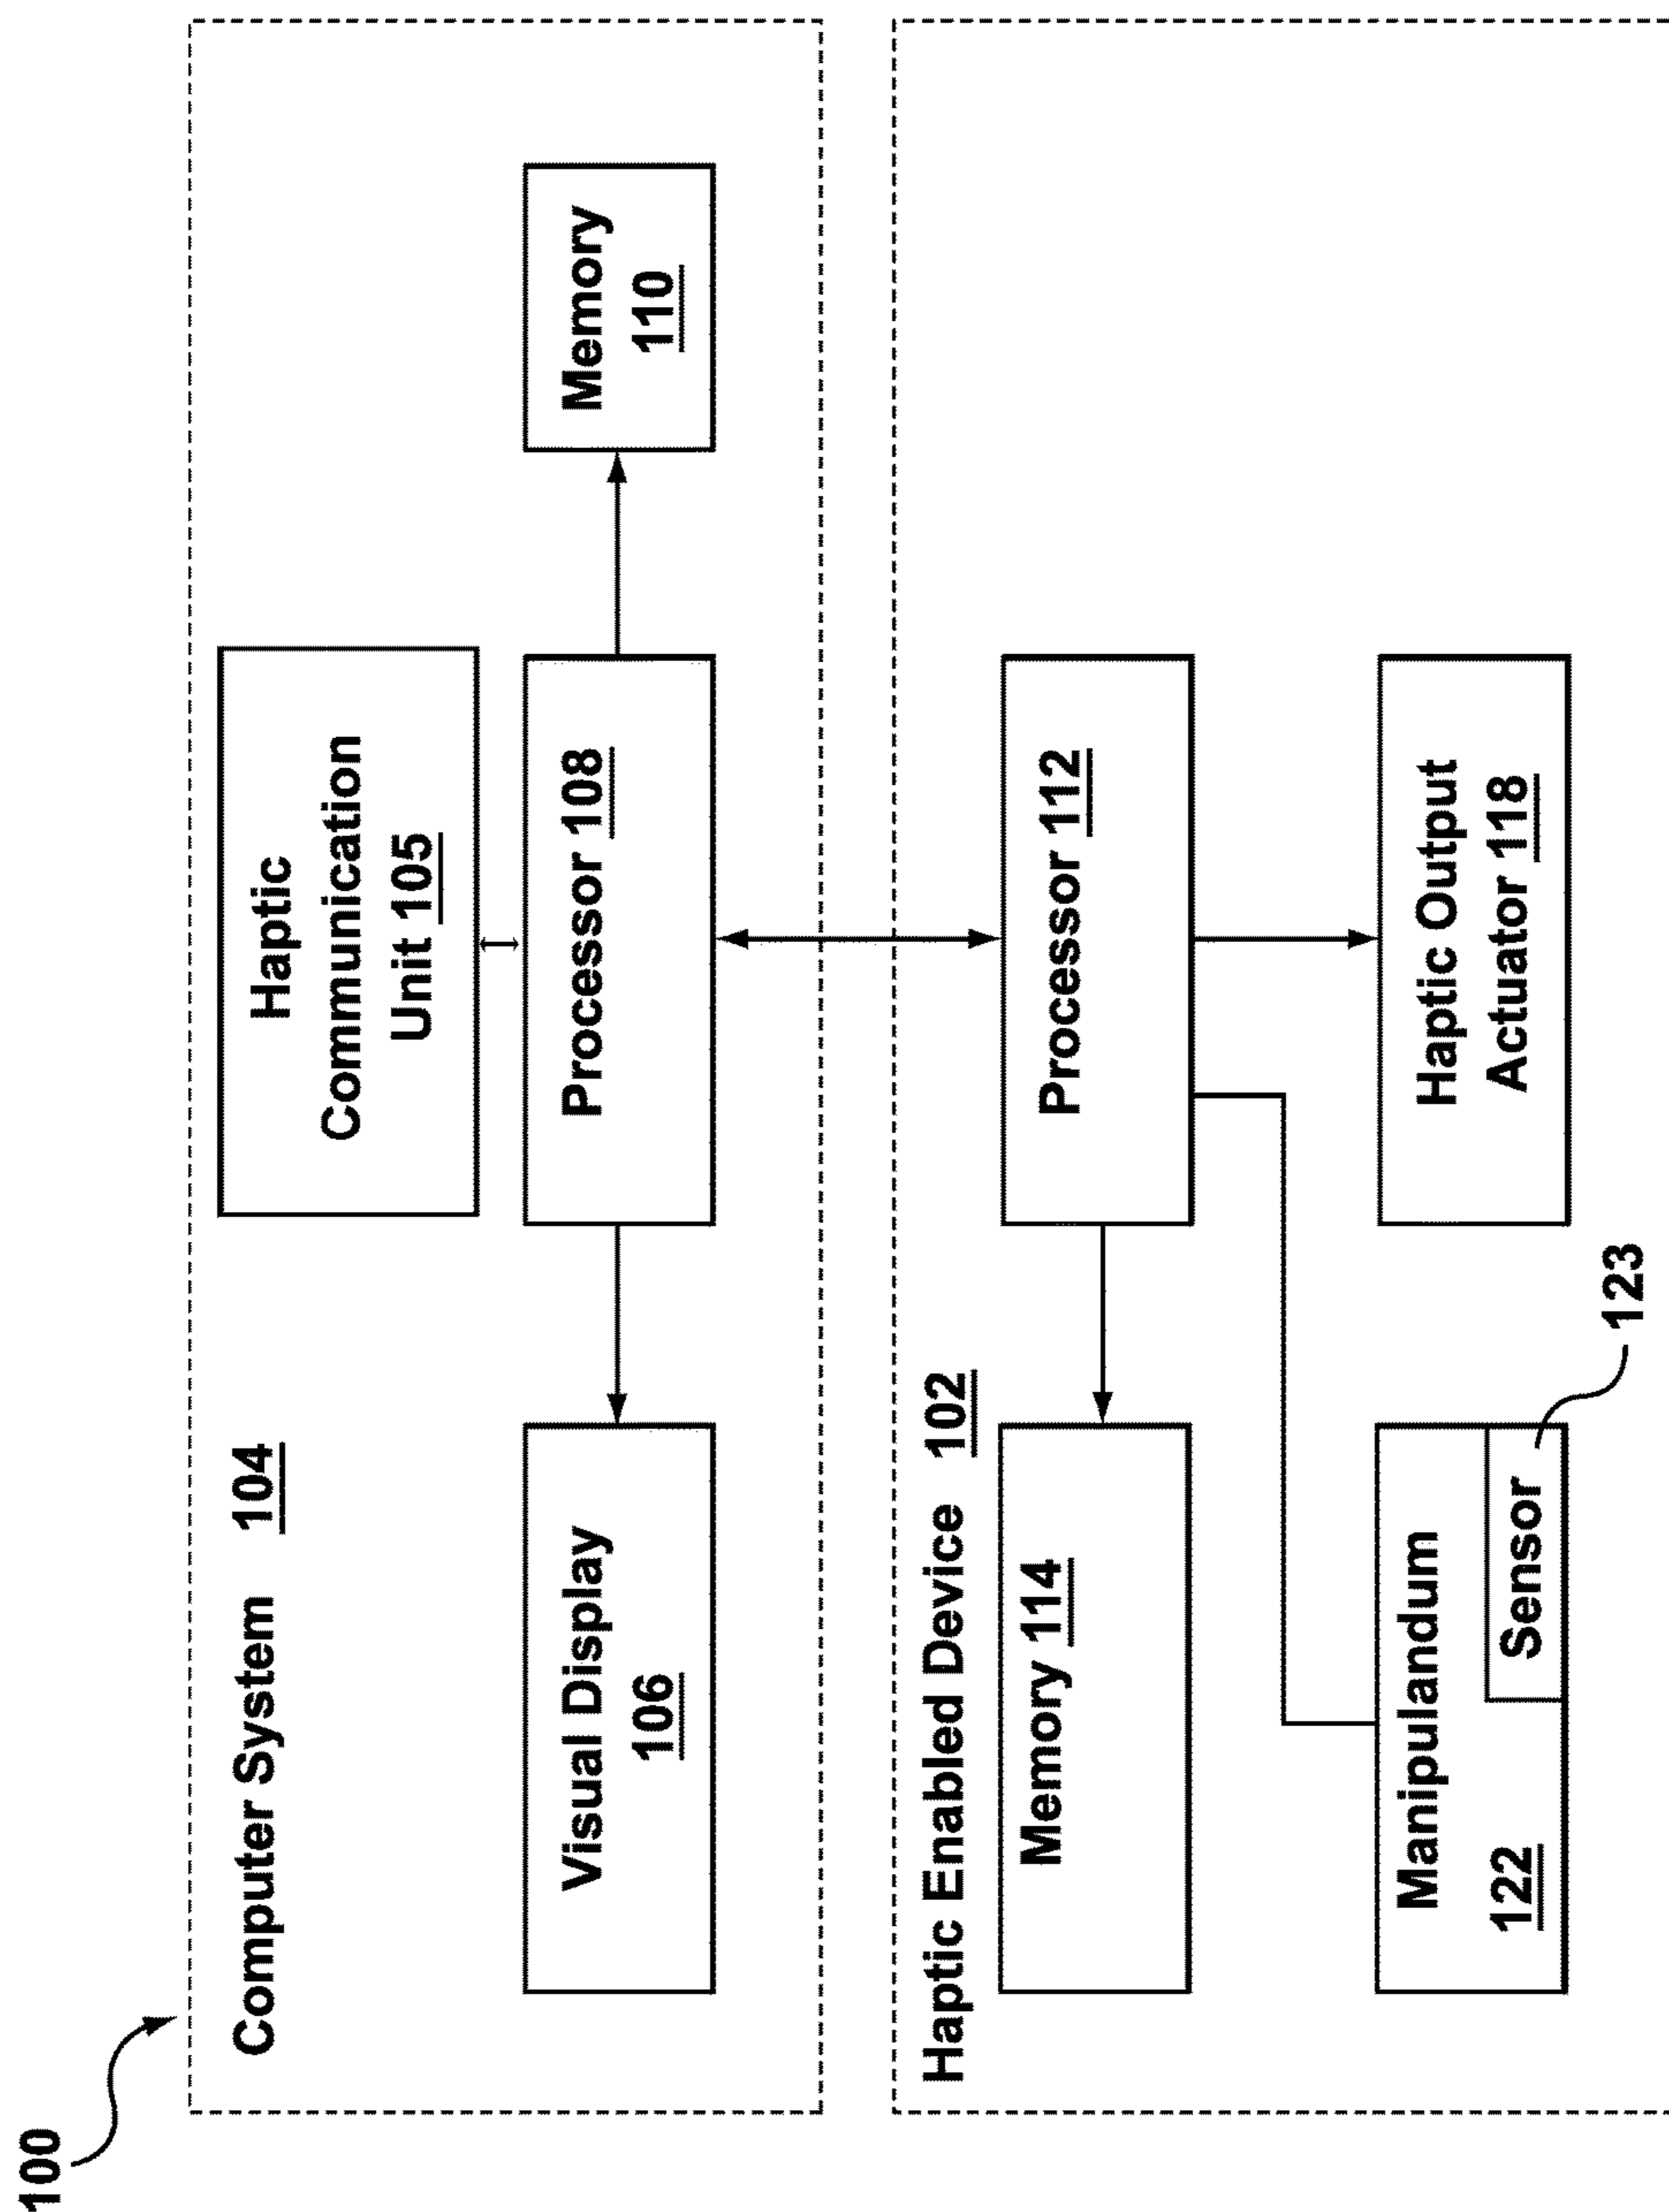 100
Computer System 104
Haptic
Communication
Unit 105
Visual Display
106
Processor 108
Memory
110
Haptic Enabled Device 102
Memory 114
Processor 112
Manipulandum
122
Sensor
123
Haptic Output
Actuator 118